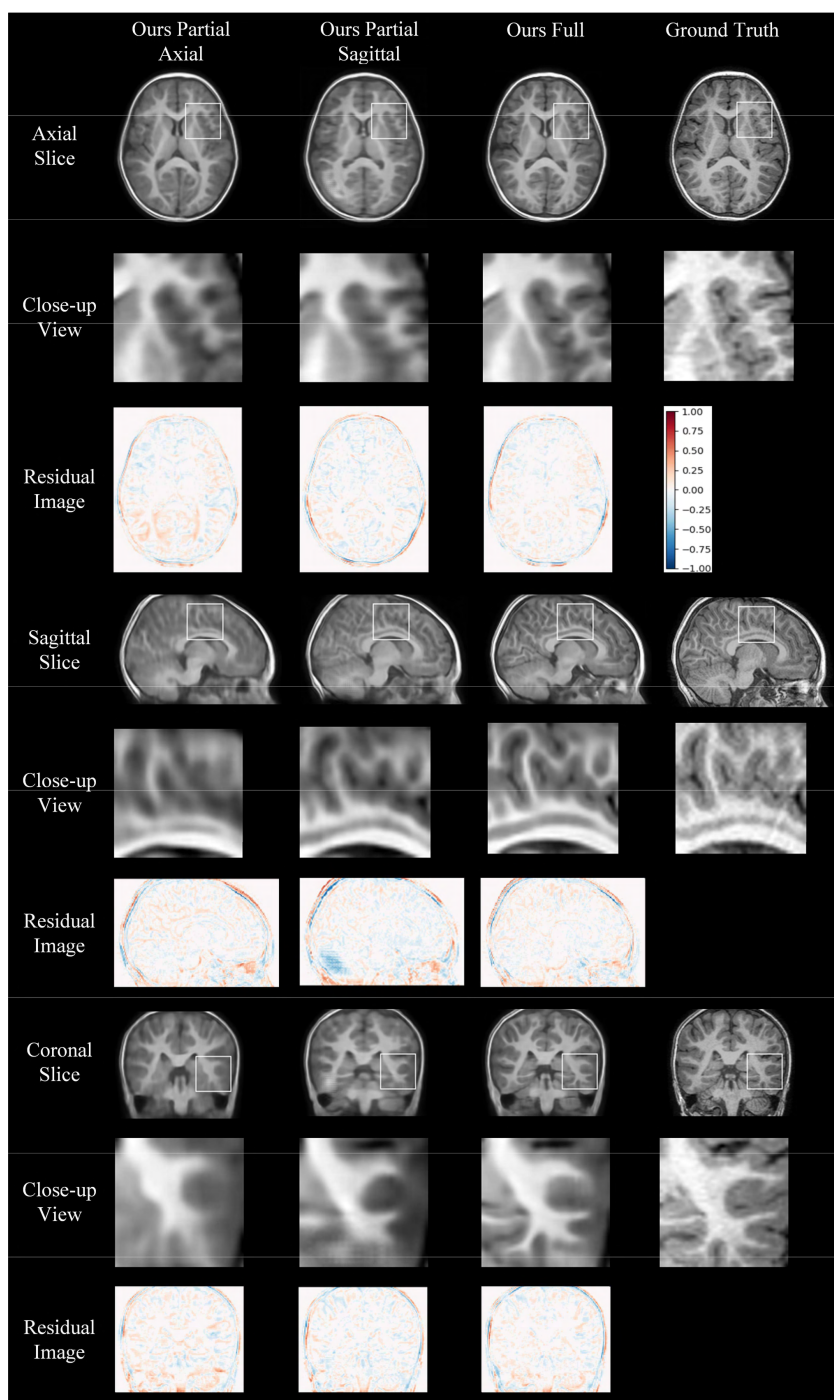 Ours Partial
Axial
Ours Partial
Sagittal
Ours Full
Ground Truth
Axial
Slice
Close-up
View
Residual
Image
1.00
0.75
0.50
0.25
0.00
−0.25
−0.50
−0.75
−1.00
Sagittal
Slice
Close-up
View
Residual
Image
Coronal
Slice
Close-up
View
Residual
Image